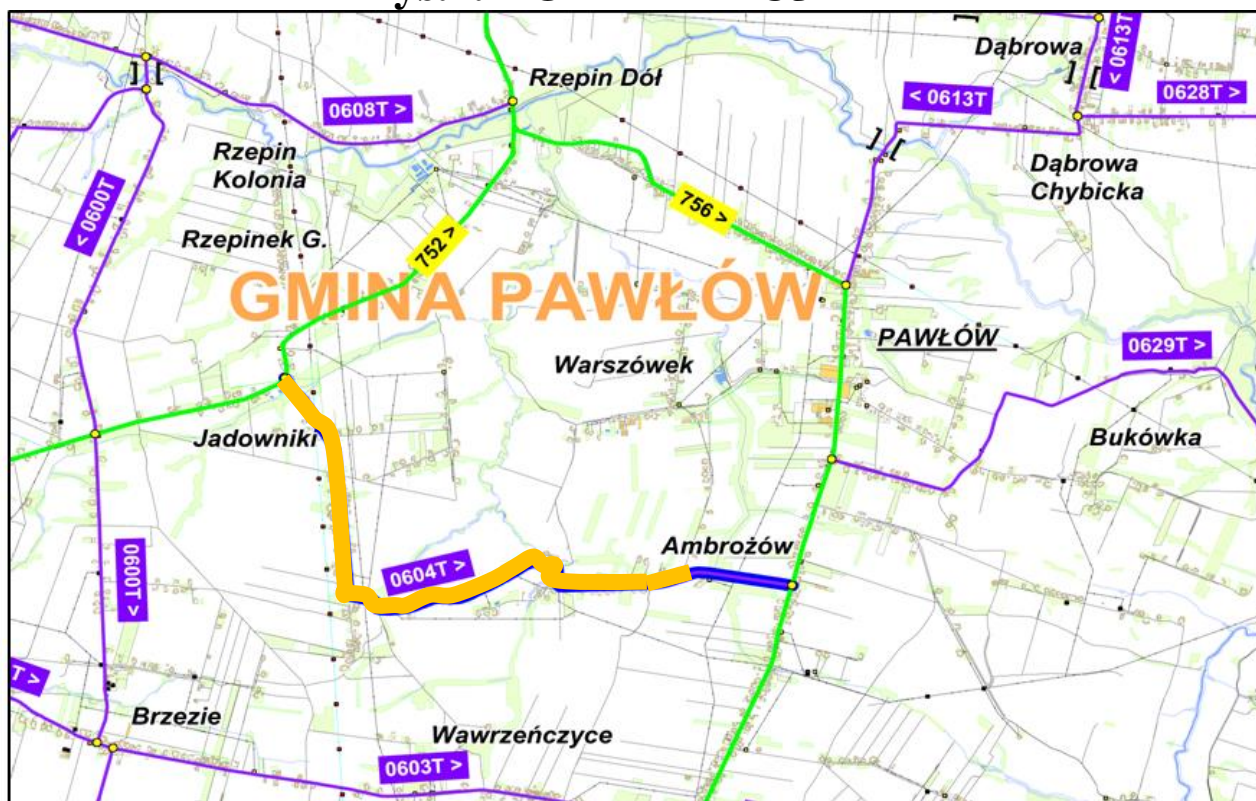 Dąbrowa
< 0613T
Rzepin Dół
0608T >
< 0613T
0628T >
Rzepin
Kolonia
Dąbrowa
Chybicka
< 0600T
756 >
Rzepinek G.
752 >
GMINA PAWŁÓW
PAWŁÓW
0629T >
Warszówek
Jadowniki
Bukówka
Ambrożów
0604T >
0600T >
T >
Brzezie
Wawrzeńczyce
0603T >